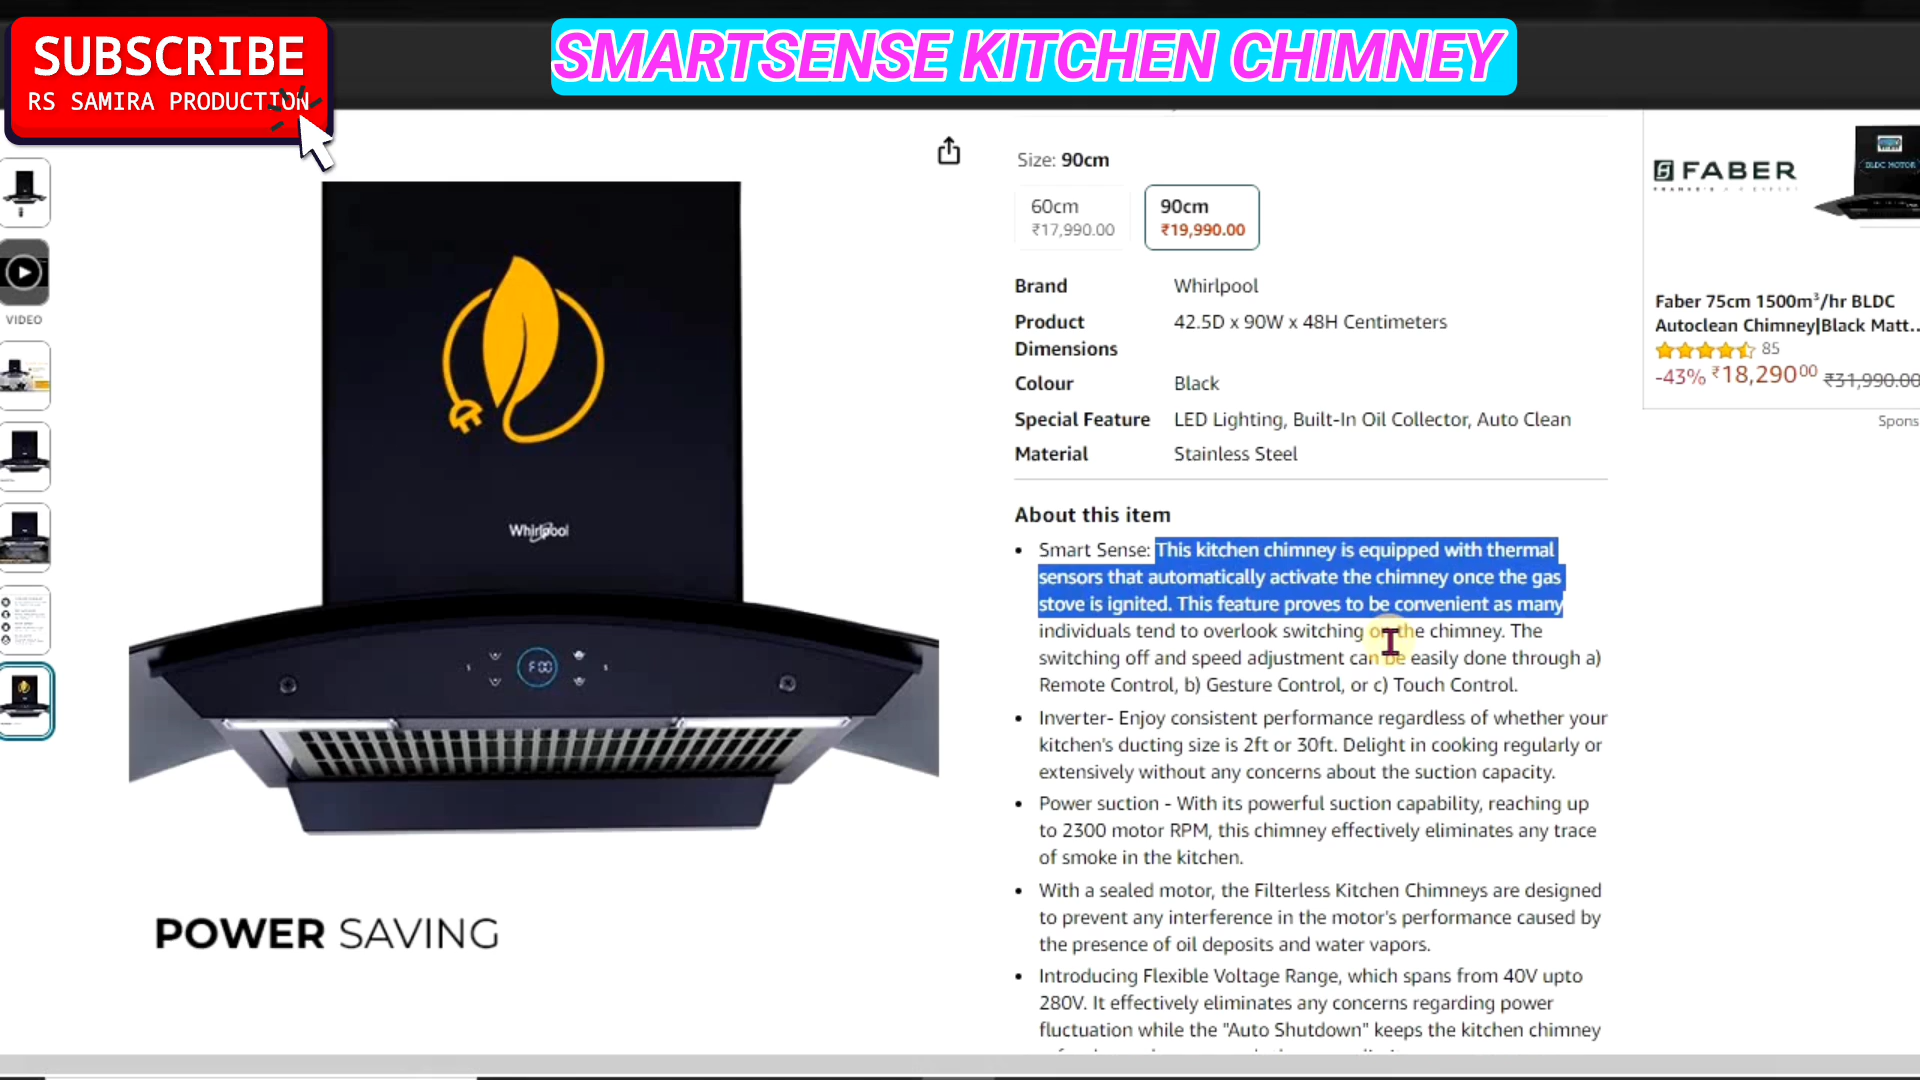 SUBSCRIBE
RS SAMIRA PRODUCTION
SMARTSENSE KITCHEN CHIMNEY
VIDEO
Whirlpool
F 00
POWER SAVING
Size: 90cm
60cm
₹17,990.00
90cm
₹19,990.00
Brand Whirlpool
Product Dimensions 42.5D x 90W x 48H Centimeters
Colour Black
Special Feature LED Lighting, Built-In Oil Collector, Auto Clean
Material Stainless Steel
About this item
• Smart Sense: This kitchen chimney is equipped with thermal
sensors that automatically activate the chimney once the gas
stove is ignited. This feature proves to be convenient as many
individuals tend to overlook switching on the chimney. The
switching off and speed adjustment can be easily done through a)
Remote Control, b) Gesture Control, or c) Touch Control.
• Inverter- Enjoy consistent performance regardless of whether your
kitchen's ducting size is 2ft or 30ft. Delight in cooking regularly or
extensively without any concerns about the suction capacity.
• Power suction - With its powerful suction capability, reaching up
to 2300 motor RPM, this chimney effectively eliminates any trace
of smoke in the kitchen.
• With a sealed motor, the Filterless Kitchen Chimneys are designed
to prevent any interference in the motor's performance caused by
the presence of oil deposits and water vapors.
• Introducing Flexible Voltage Range, which spans from 40V upto
280V. It effectively eliminates any concerns regarding power
fluctuation while the "Auto Shutdown" keeps the kitchen chimney
FABER
BLDC MOTOR
Faber 75cm 1500m³/hr BLDC
Autoclean Chimney|Black Matt..
85
-43% ₹18,290⁰⁰ ₹31,990.00
Spons